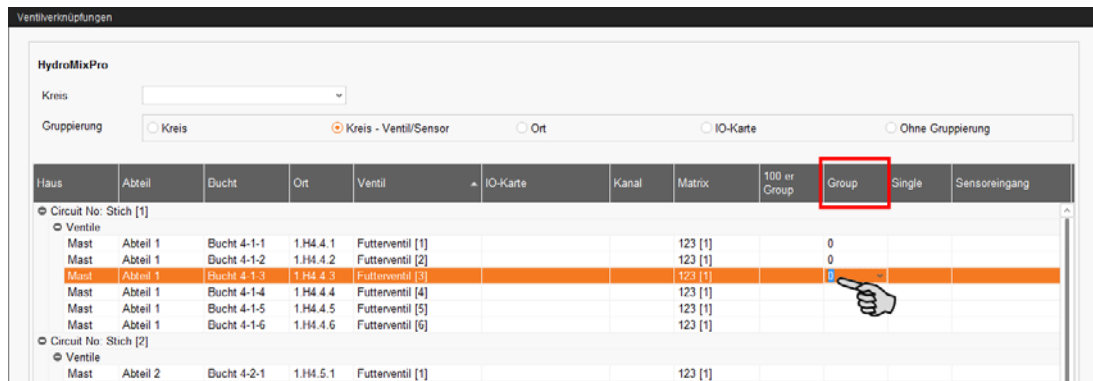 Ventilverknüpfungen
HydroMixPro
Kreis
Gruppierung Kreis Kreis - Ventil/Sensor Ort IO-Karte Ohne Gruppierung
Haus Abteil Bucht Ort Ventil IO-Karte Kanal Matrix 100 er Group Group Single Sensoreingang
Circuit No: Stich [1]
Ventile
Mast Abteil 1 Bucht 4-1-1 1.H4.4.1 Futterventil [1] 123 [1] 0
Mast Abteil 1 Bucht 4-1-2 1.H4.4.2 Futterventil [2] 123 [1] 0
Mast Abteil 1 Bucht 4-1-3 1.H4.4.3 Futterventil [3] 123 [1] 0
Mast Abteil 1 Bucht 4-1-4 1.H4.4.4 Futterventil [4] 123 [1]
Mast Abteil 1 Bucht 4-1-5 1.H4.4.5 Futterventil [5] 123 [1]
Mast Abteil 1 Bucht 4-1-6 1.H4.4.6 Futterventil [6] 123 [1]
Circuit No: Stich [2]
Ventile
Mast Abteil 2 Bucht 4-2-1 1.H4.5.1 Futterventil [1] 123 [1]